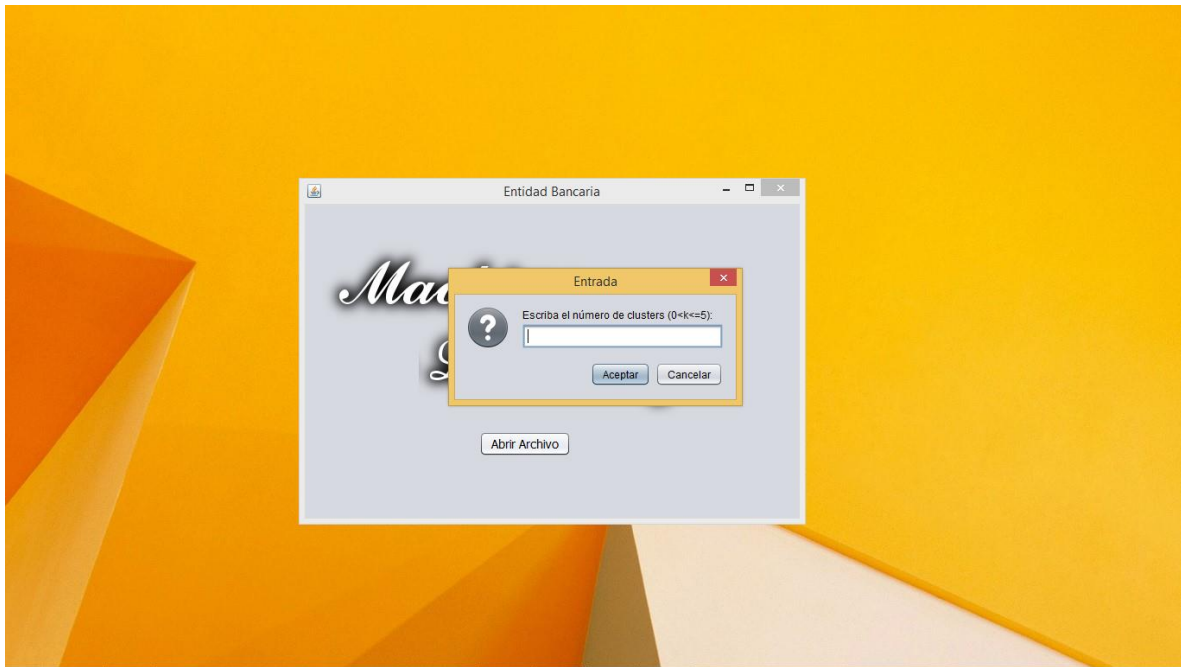 Entidad Bancaria
Entrada
Escriba el número de clusters (0<k<=5):
Aceptar Cancelar
Abrir Archivo